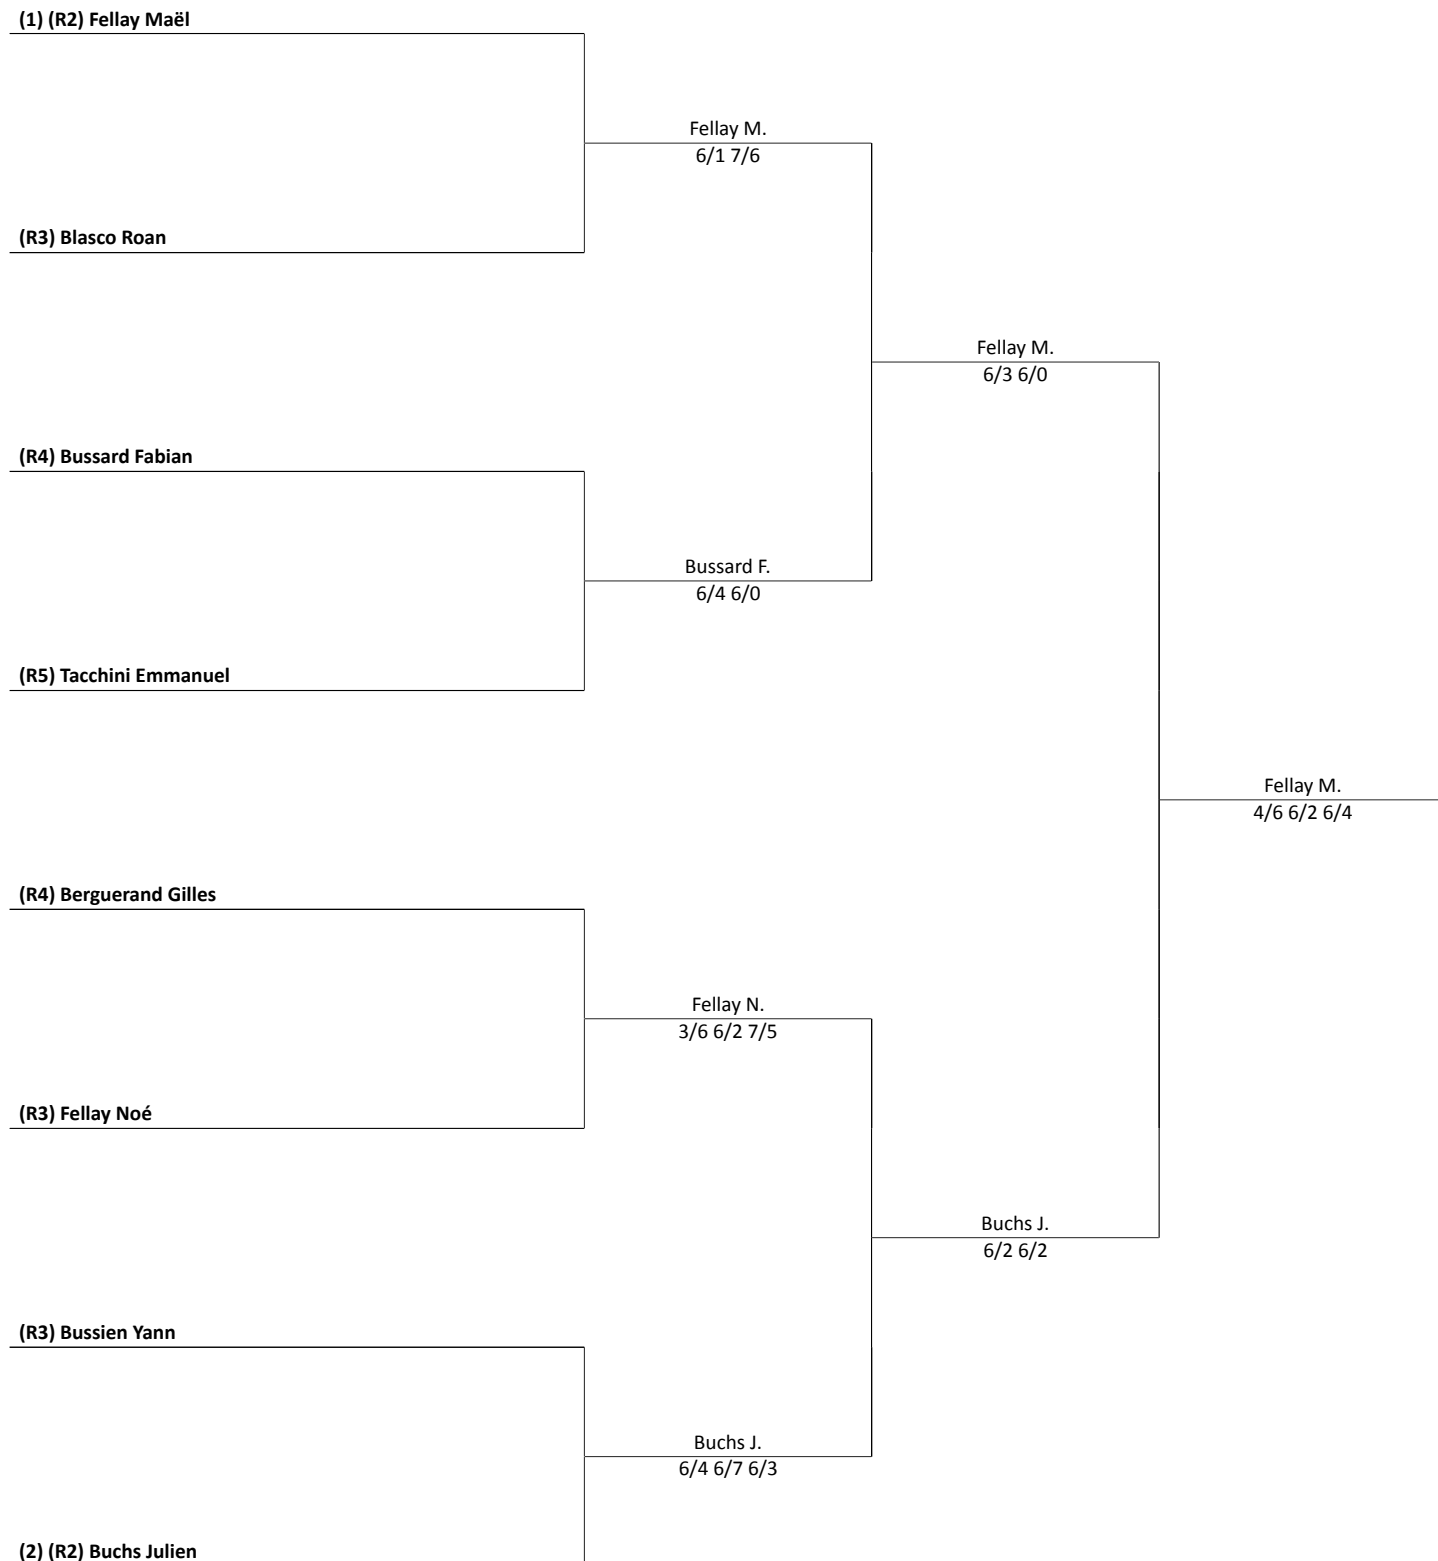 (1) (R2) Fellay Maël
Fellay M.
6/1 7/6
(R3) Blasco Roan
Fellay M.
6/3 6/0
(R4) Bussard Fabian
Bussard F.
6/4 6/0
(R5) Tacchini Emmanuel
Fellay M.
4/6 6/2 6/4
(R4) Berguerand Gilles
Fellay N.
3/6 6/2 7/5
(R3) Fellay Noé
Buchs J.
6/2 6/2
(R3) Bussien Yann
Buchs J.
6/4 6/7 6/3
(2) (R2) Buchs Julien